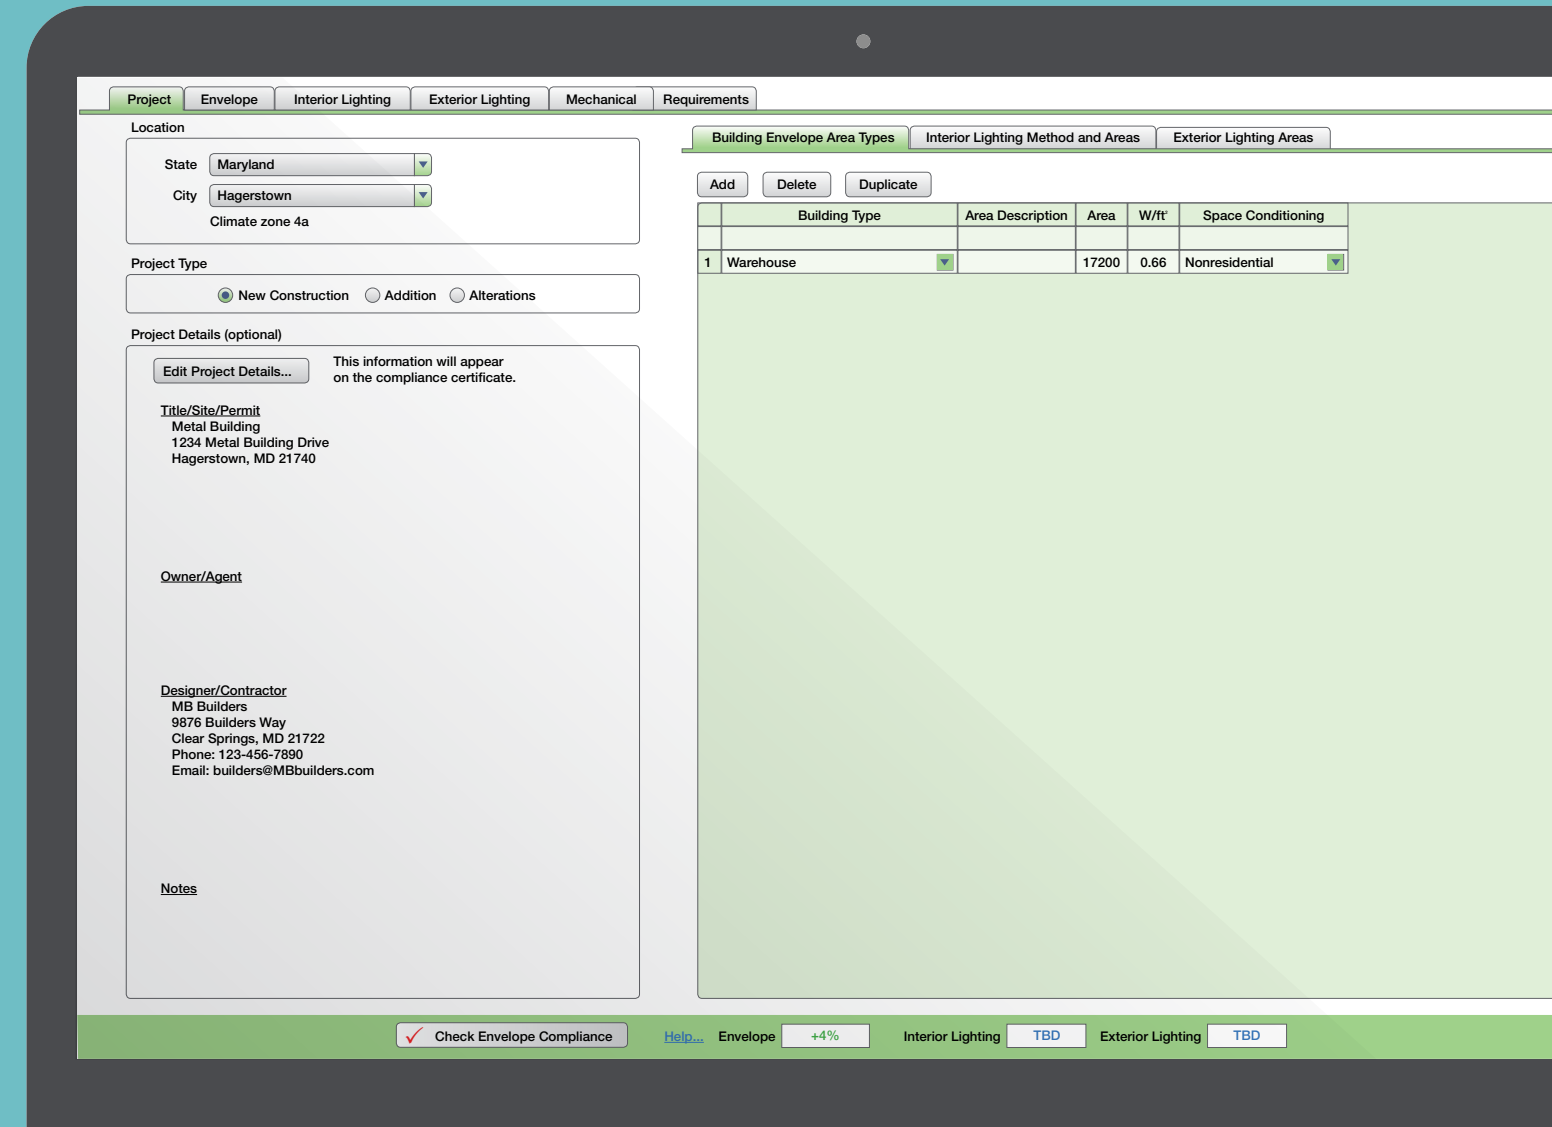 Project Envelope Interior Lighting Exterior Lighting Mechanical Requirements
Location
State Maryland
City Hagerstown
Climate zone 4a
Project Type
New Construction Addition Alterations
Project Details (optional)
Edit Project Details...
This information will appear
on the compliance certificate.
Title/Site/Permit
Metal Building
1234 Metal Building Drive
Hagerstown, MD 21740
Owner/Agent
Designer/Contractor
MB Builders
9876 Builders Way
Clear Springs, MD 21722
Phone: 123-456-7890
Email: builders@MBbuilders.com
Notes
Building Envelope Area Types Interior Lighting Method and Areas Exterior Lighting Areas
Add Delete Duplicate
Building Type Area Description Area W/ft² Space Conditioning
1 Warehouse 17200 0.66 Nonresidential
Check Envelope Compliance Help... Envelope +4% Interior Lighting TBD Exterior Lighting TBD